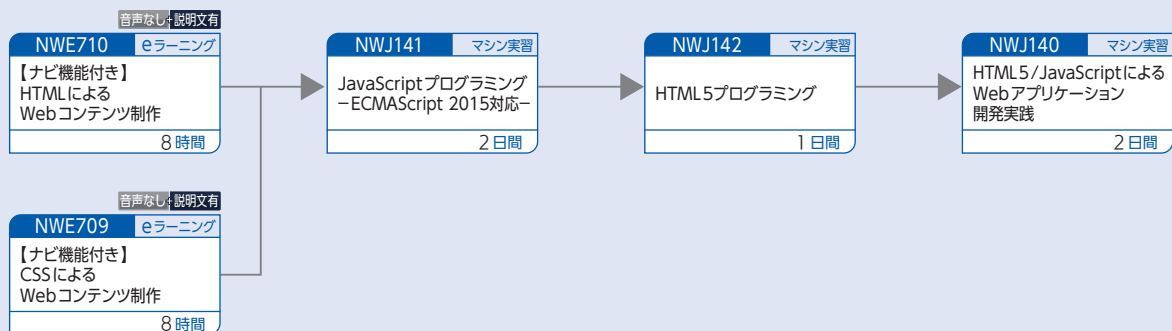 音声なし+説明文有
NWE710 eラーニング
【ナビ機能付き】
HTMLによる
Webコンテンツ制作
8時間
NWJ141 マシン実習
JavaScriptプログラミング
−ECMAScript 2015対応−
2日間
NWJ142 マシン実習
HTML5プログラミング
1日間
NWJ140 マシン実習
HTML5/JavaScriptによる
Webアプリケーション
開発実践
2日間
音声なし+説明文有
NWE709 eラーニング
【ナビ機能付き】
CSSによる
Webコンテンツ制作
8時間